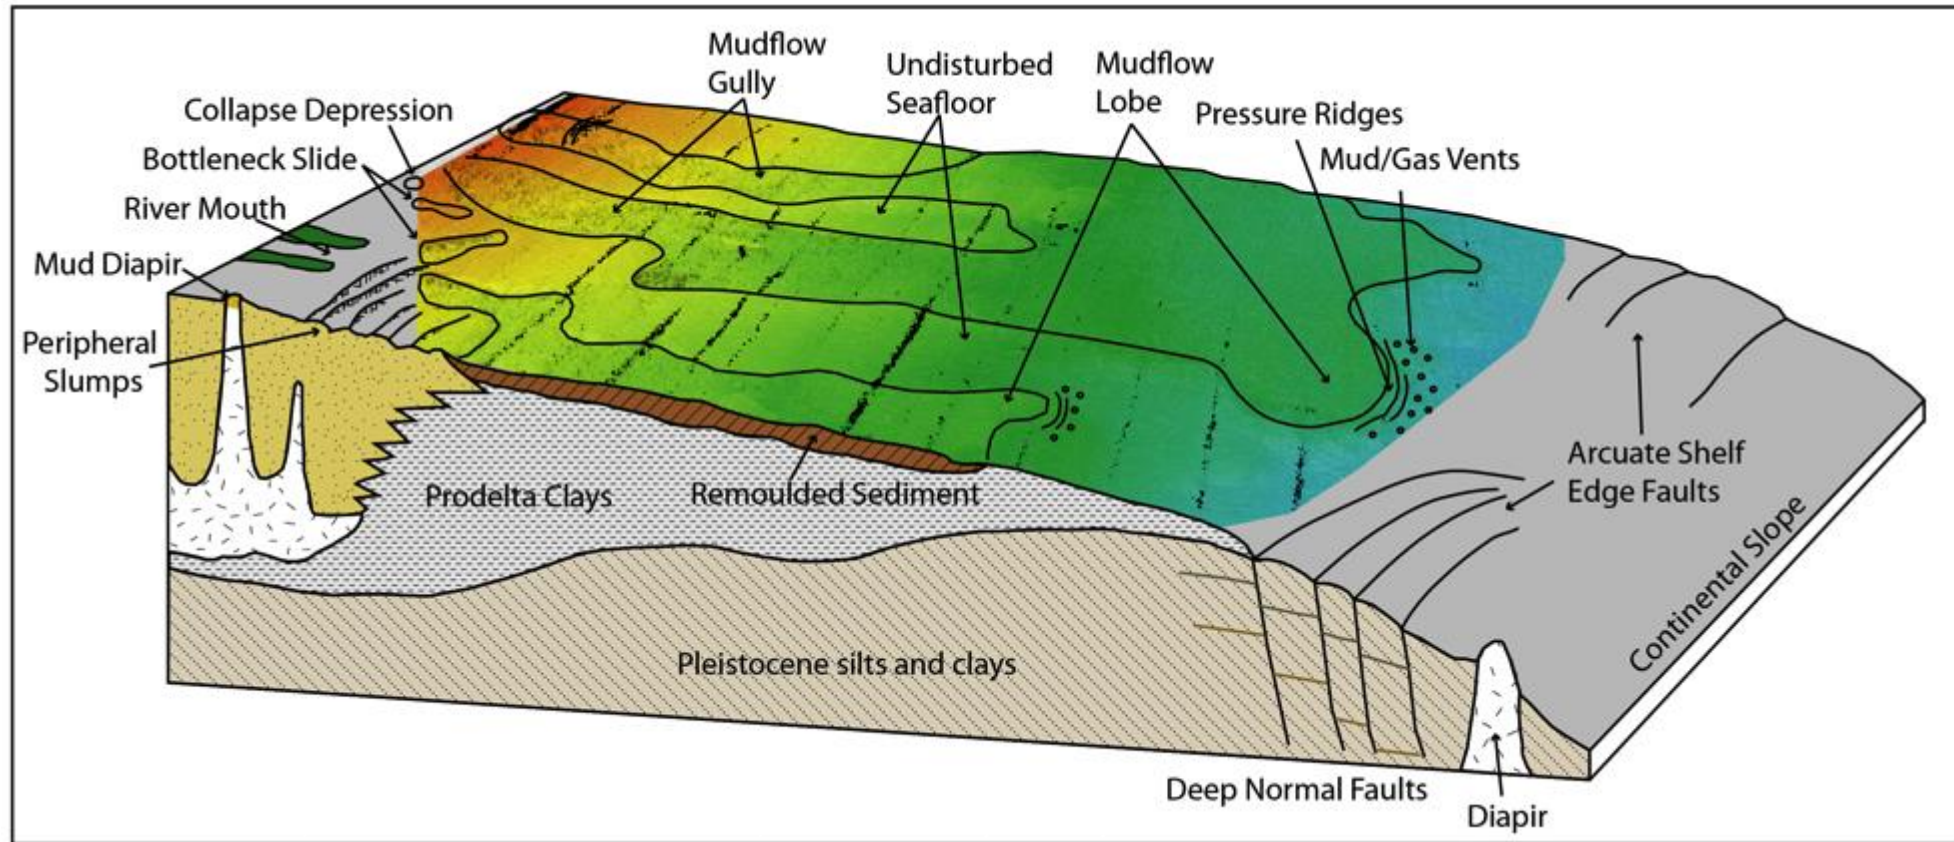 Mudflow
Gully
Undisturbed
Seafloor
Mudflow
Lobe
Pressure Ridges
Mud/Gas Vents
Collapse Depression
Bottleneck Slide
River Mouth
Mud Diapir
Peripheral
Slumps
Prodelta Clays
Remoulded Sediment
Arcuate Shelf
Edge Faults
Continental Slope
Pleistocene silts and clays
Deep Normal Faults
Diapir